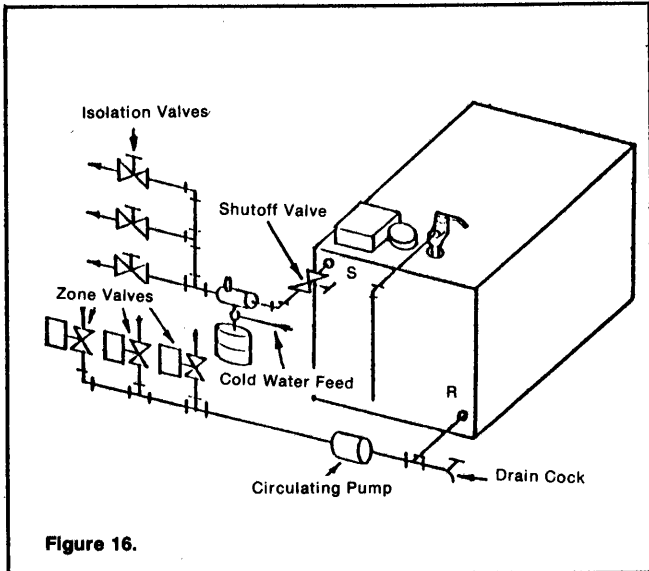 Isolation Valves
Shutoff Valve
S
Zone Valves
Cold Water Feed
R
Circulating Pump
Drain Cock
Figure 16.